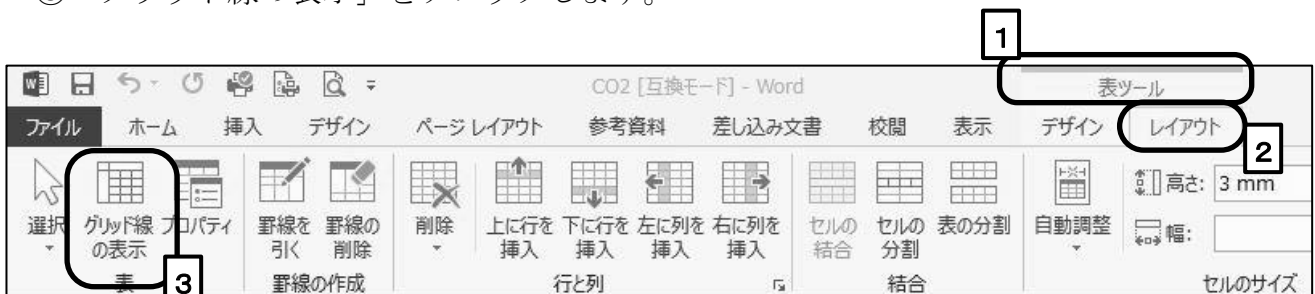 ③「グリッド線の表示」をクリックします。
1
CO2 [互換モード] - Word
表ツール
ファイル ホーム 挿入 デザイン ページ レイアウト 参考資料 差し込み文書 校閲 表示 デザイン レイアウト
2
選択 グリッド線の表示 プロパティ 罫線を引く 罫線の削除 削除 上に行を挿入 下に行を挿入 左に列を挿入 右に列を挿入 セルの結合 セルの分割 表の分割 自動調整 高さ: 3 mm
幅:
3
表 罫線の作成 行と列 結合 セルのサイズ